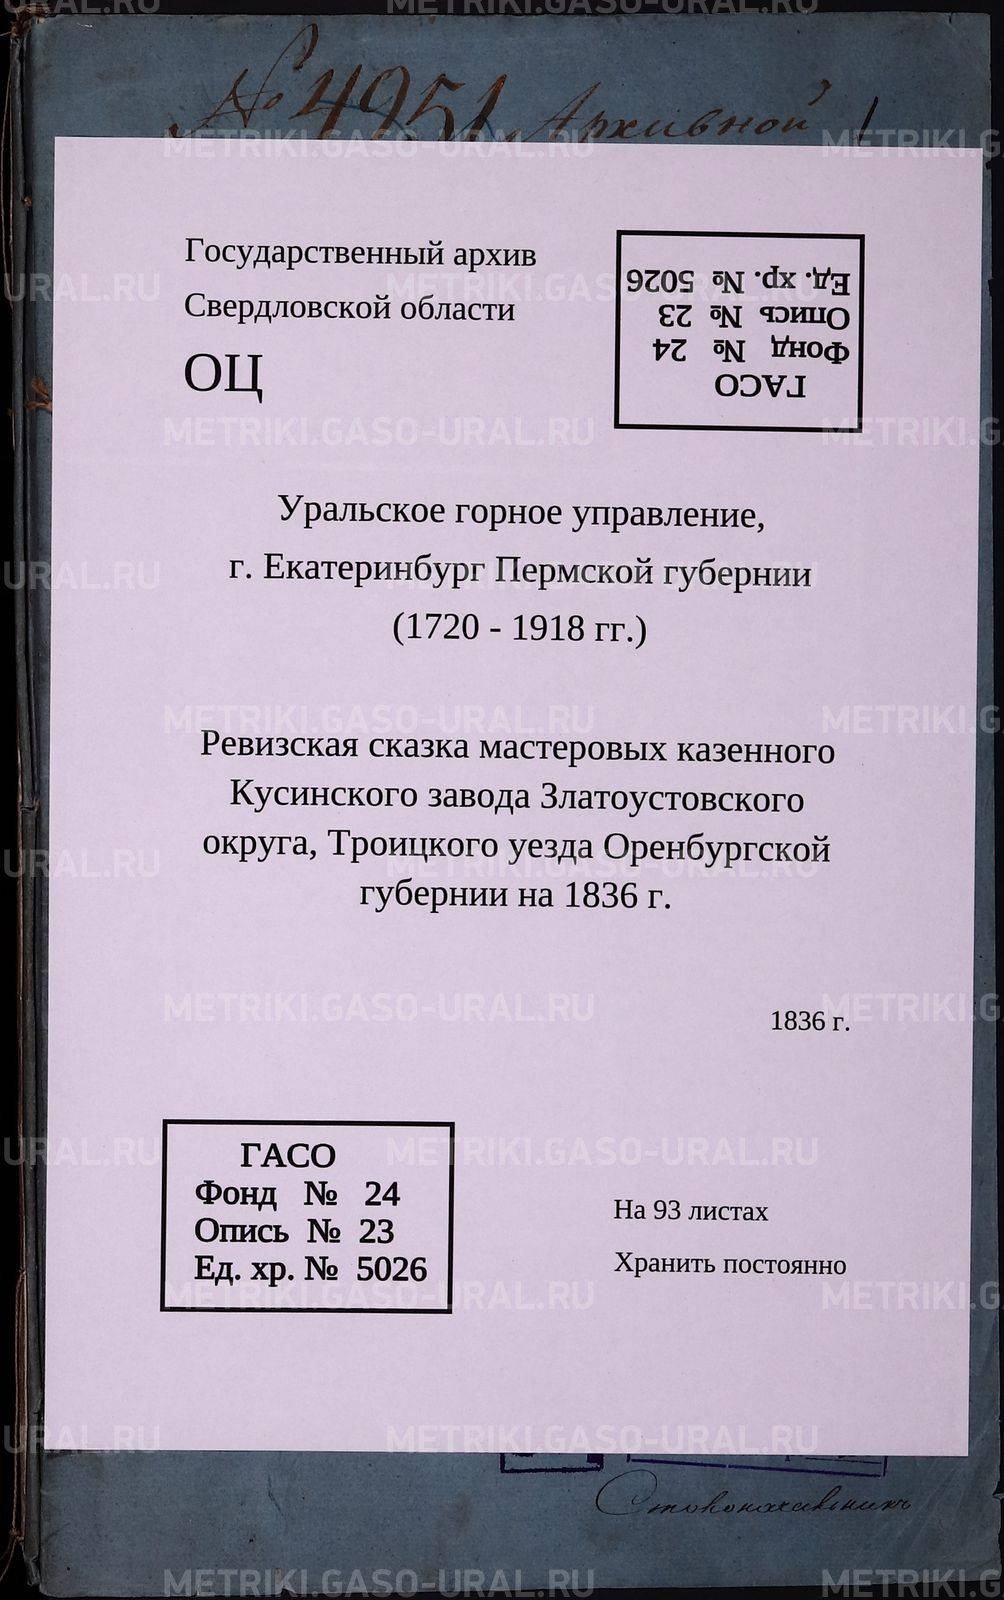 № 4951 Архивной
Государственный архив
Свердловской области
ОЦ
ГАСО
Фонд № 24
Опись № 23
Ед. хр. № 5026
Уральское горное управление,
г. Екатеринбург Пермской губернии
(1720 - 1918 гг.)
Ревизская сказка мастеровых казенного
Кусинского завода Златоустовского
округа, Троицкого уезда Оренбургской
губернии на 1836 г.
1836 г.
ГАСО
Фонд № 24
Опись № 23
Ед. хр. № 5026
На 93 листах
Хранить постоянно
Столоначальникъ
METRIKI.GASO-URAL.RU